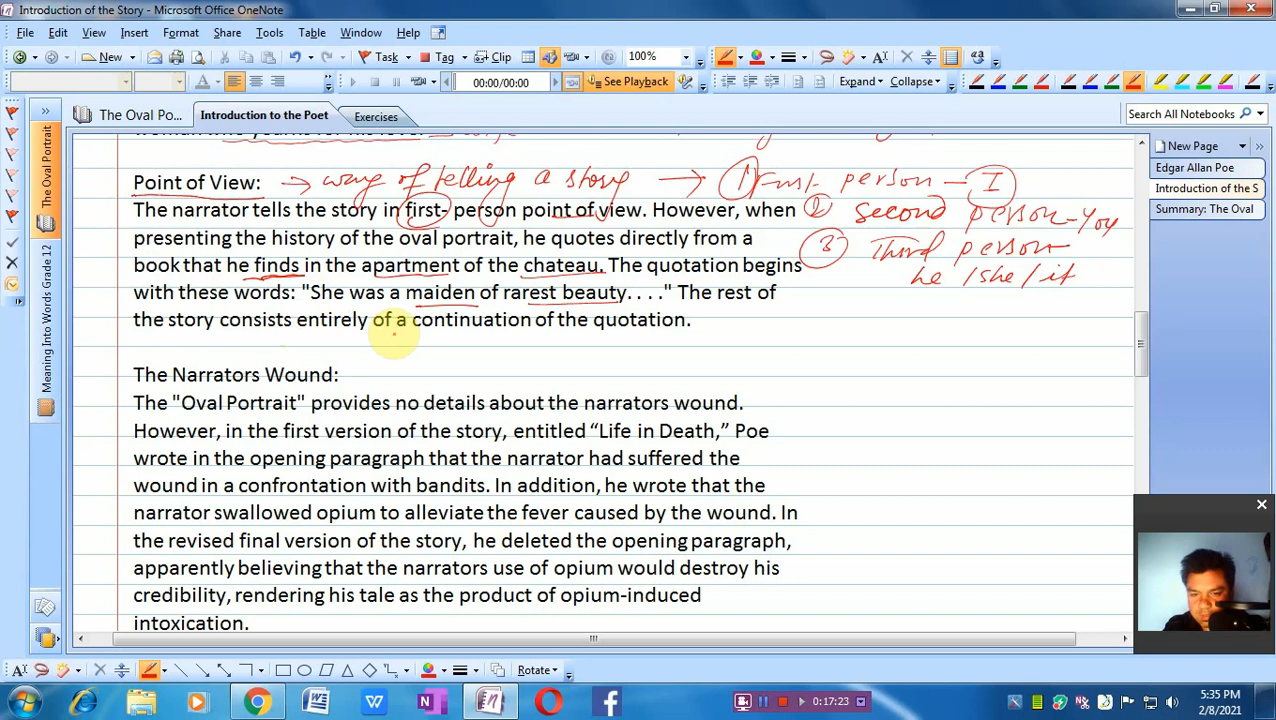 Introduction of the Story - Microsoft OneNote
File Edit View Insert Format Share Tools Table Window Help
New Task Tag Clip 100%
00:00/00:00 See Playback Expand Collapse
The Oval Po... Introduction to the Poet Exercises Search All Notebooks
New Page
Edgar Allan Poe
Introduction of the S
Summary: The Oval
The Oval Portrait
Meaning Into Words Grade 12
Point of View: → way of telling a story → 1 First person - I
The narrator tells the story in first- person point of view. However, when 2 second person - you
presenting the history of the oval portrait, he quotes directly from a 3 Third person
book that he finds in the apartment of the chateau. The quotation begins he /she/it
with these words: "She was a maiden of rarest beauty. . . ." The rest of
the story consists entirely of a continuation of the quotation.
The Narrators Wound:
The "Oval Portrait" provides no details about the narrators wound.
However, in the first version of the story, entitled “Life in Death,” Poe
wrote in the opening paragraph that the narrator had suffered the
wound in a confrontation with bandits. In addition, he wrote that the
narrator swallowed opium to alleviate the fever caused by the wound. In
the revised final version of the story, he deleted the opening paragraph,
apparently believing that the narrators use of opium would destroy his
credibility, rendering his tale as the product of opium-induced
intoxication.
Rotate
0:17:23
5:35 PM
2/8/2021